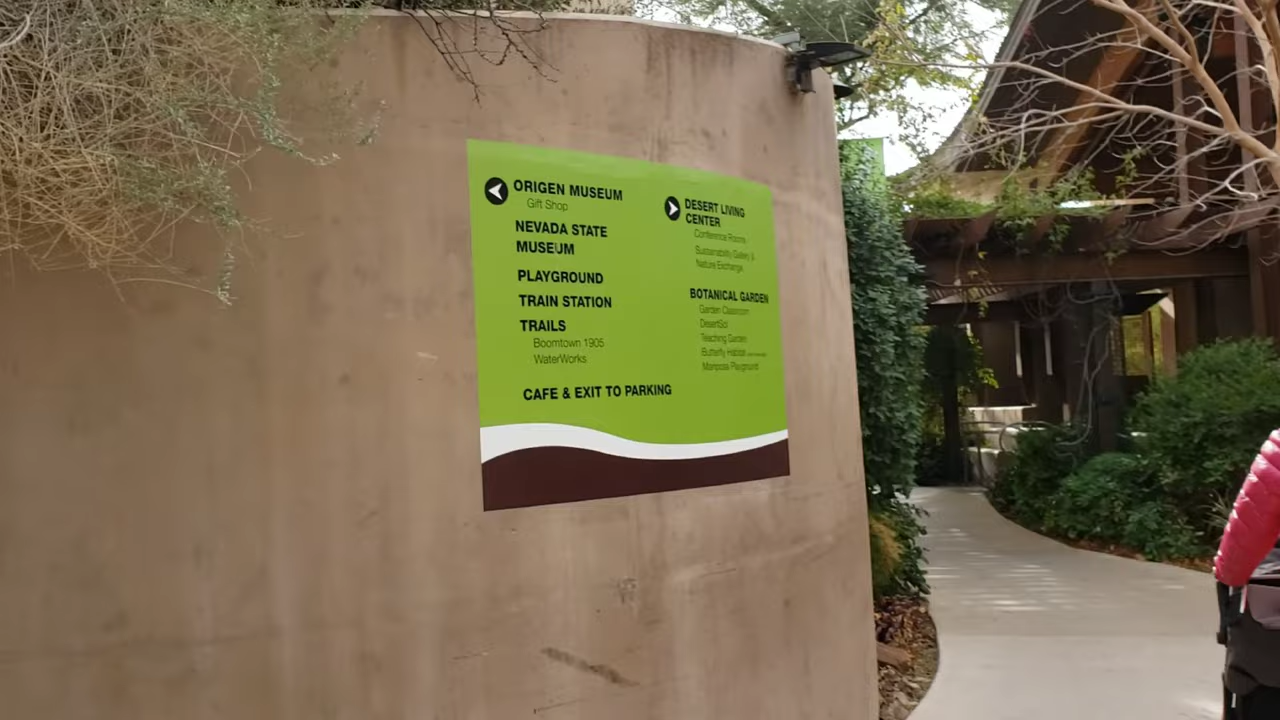 ORIGEN MUSEUM
Gift Shop
NEVADA STATE
MUSEUM
PLAYGROUND
TRAIN STATION
TRAILS
Boomtown 1905
WaterWorks
CAFE & EXIT TO PARKING
DESERT LIVING
CENTER
Conference Rooms
Sustainability Gallery &
Nature Exchange
BOTANICAL GARDEN
Garden Classroom
DesertSol
Teaching Garden
Butterfly Habitat
Mariposa Playground